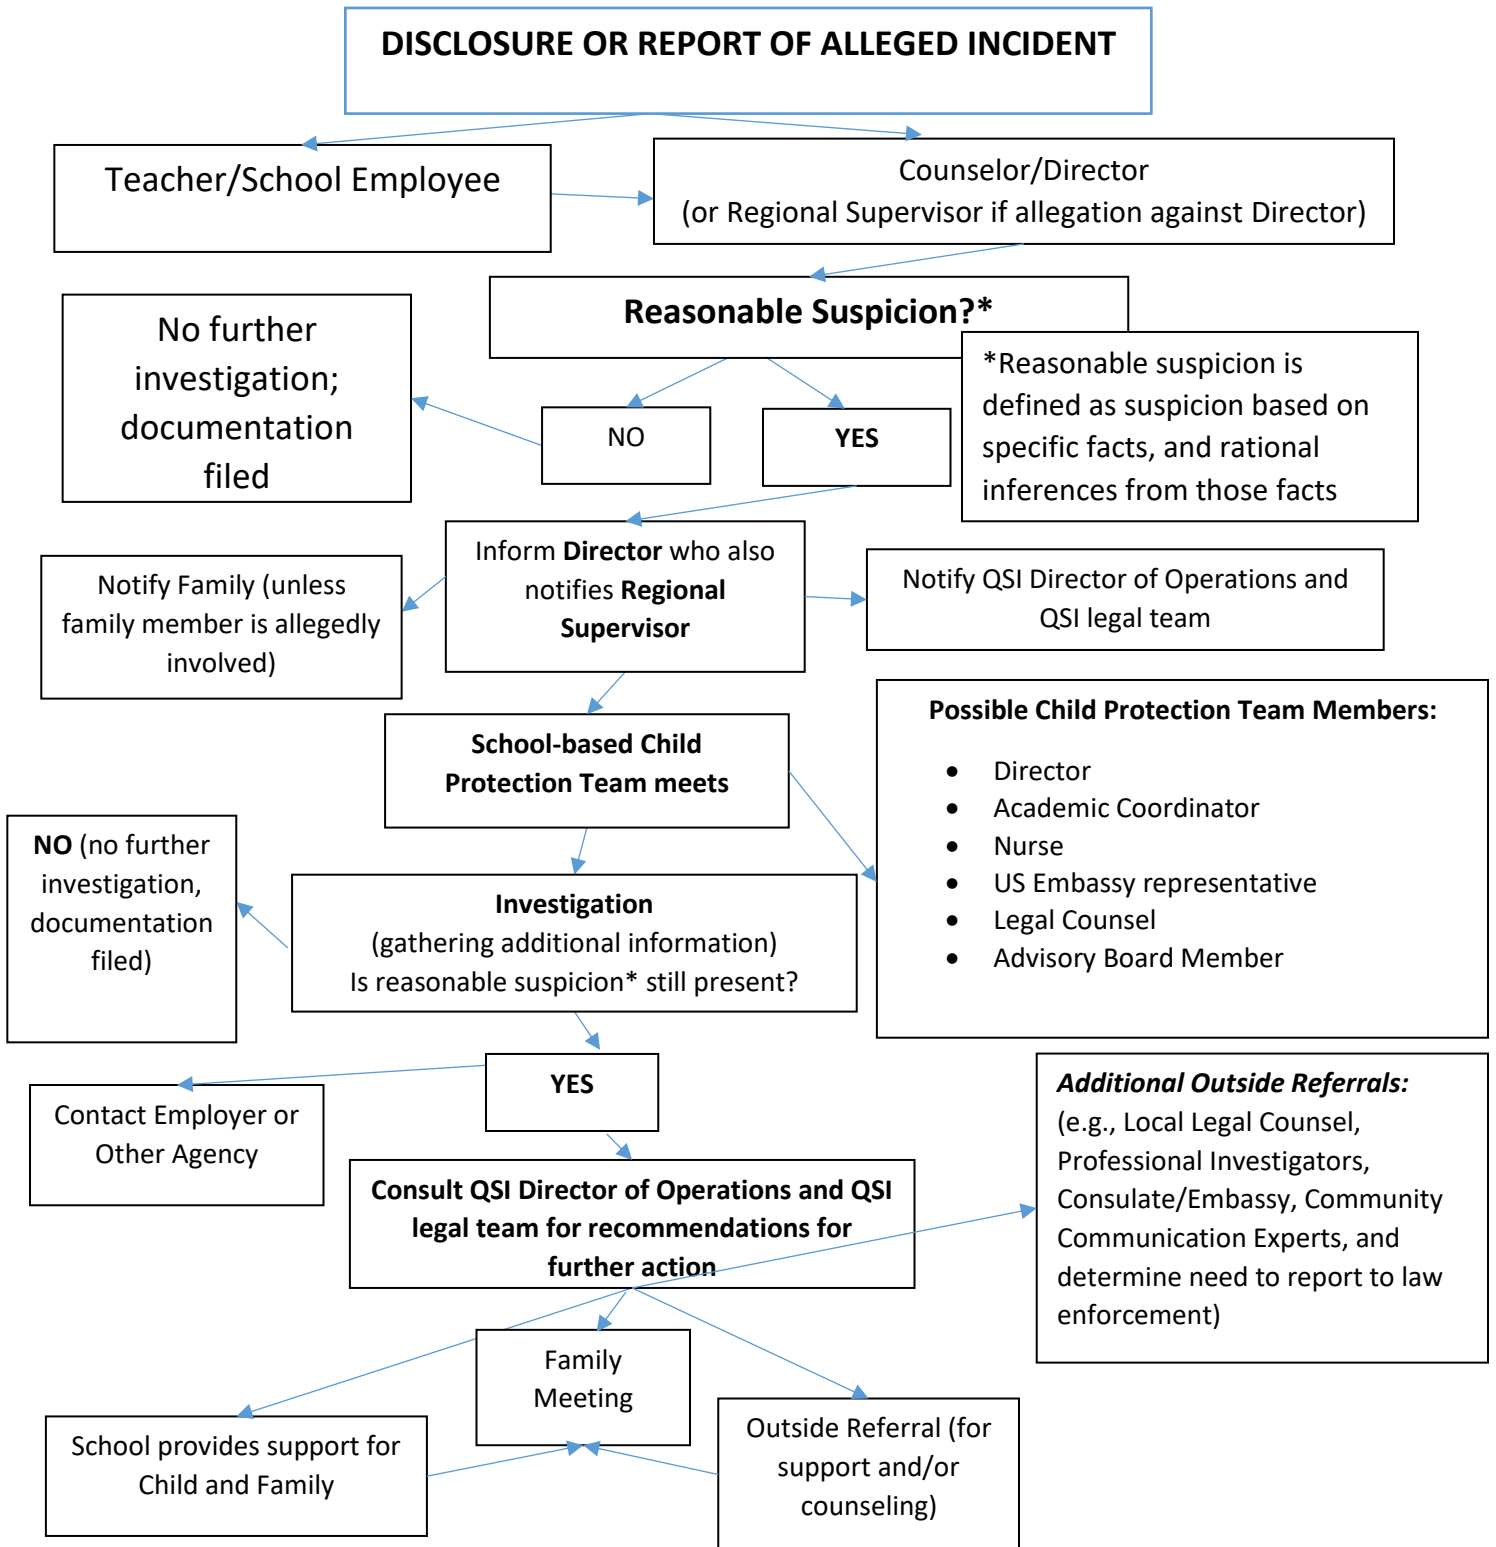 DISCLOSURE OR REPORT OF ALLEGED INCIDENT
Teacher/School Employee
Counselor/Director
(or Regional Supervisor if allegation against Director)
Reasonable Suspicion?*
No further
investigation;
documentation
filed
*Reasonable suspicion is
defined as suspicion based on
specific facts, and rational
inferences from those facts
NO
YES
Inform Director who also
notifies Regional
Supervisor
Notify Family (unless
family member is allegedly
involved)
Notify QSI Director of Operations and
QSI legal team
School-based Child
Protection Team meets
Possible Child Protection Team Members:
• Director
• Academic Coordinator
• Nurse
• US Embassy representative
• Legal Counsel
• Advisory Board Member
NO (no further
investigation,
documentation
filed)
Investigation
(gathering additional information)
Is reasonable suspicion* still present?
YES
Contact Employer or
Other Agency
Additional Outside Referrals:
(e.g., Local Legal Counsel,
Professional Investigators,
Consulate/Embassy, Community
Communication Experts, and
determine need to report to law
enforcement)
Consult QSI Director of Operations and QSI
legal team for recommendations for
further action
Family
Meeting
School provides support for
Child and Family
Outside Referral (for
support and/or
counseling)